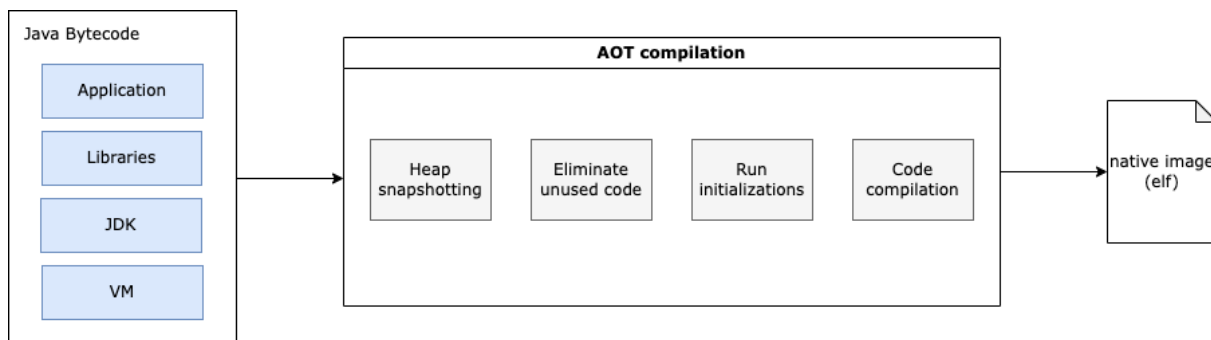 Java Bytecode
Application
Libraries
JDK
VM
AOT compilation
Heap
snapshotting
Eliminate
unused code
Run
initializations
Code
compilation
native image
(elf)